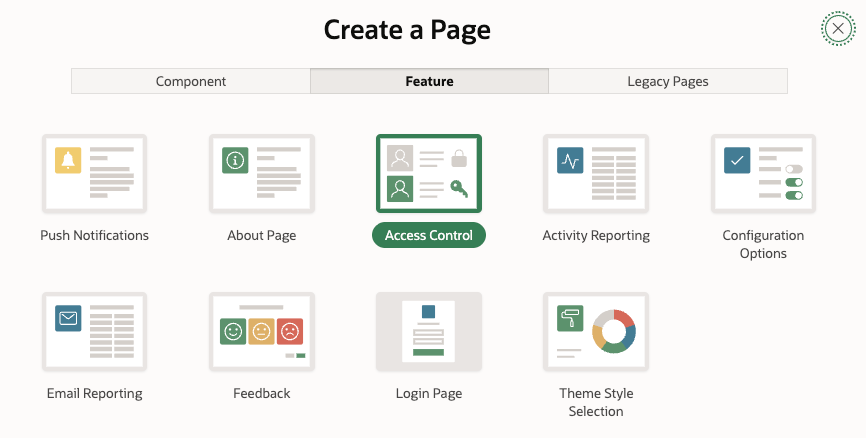 Create a Page
Component
Feature
Legacy Pages
Push Notifications
About Page
Access Control
Activity Reporting
Configuration
Options
Email Reporting
Feedback
Login Page
Theme Style
Selection